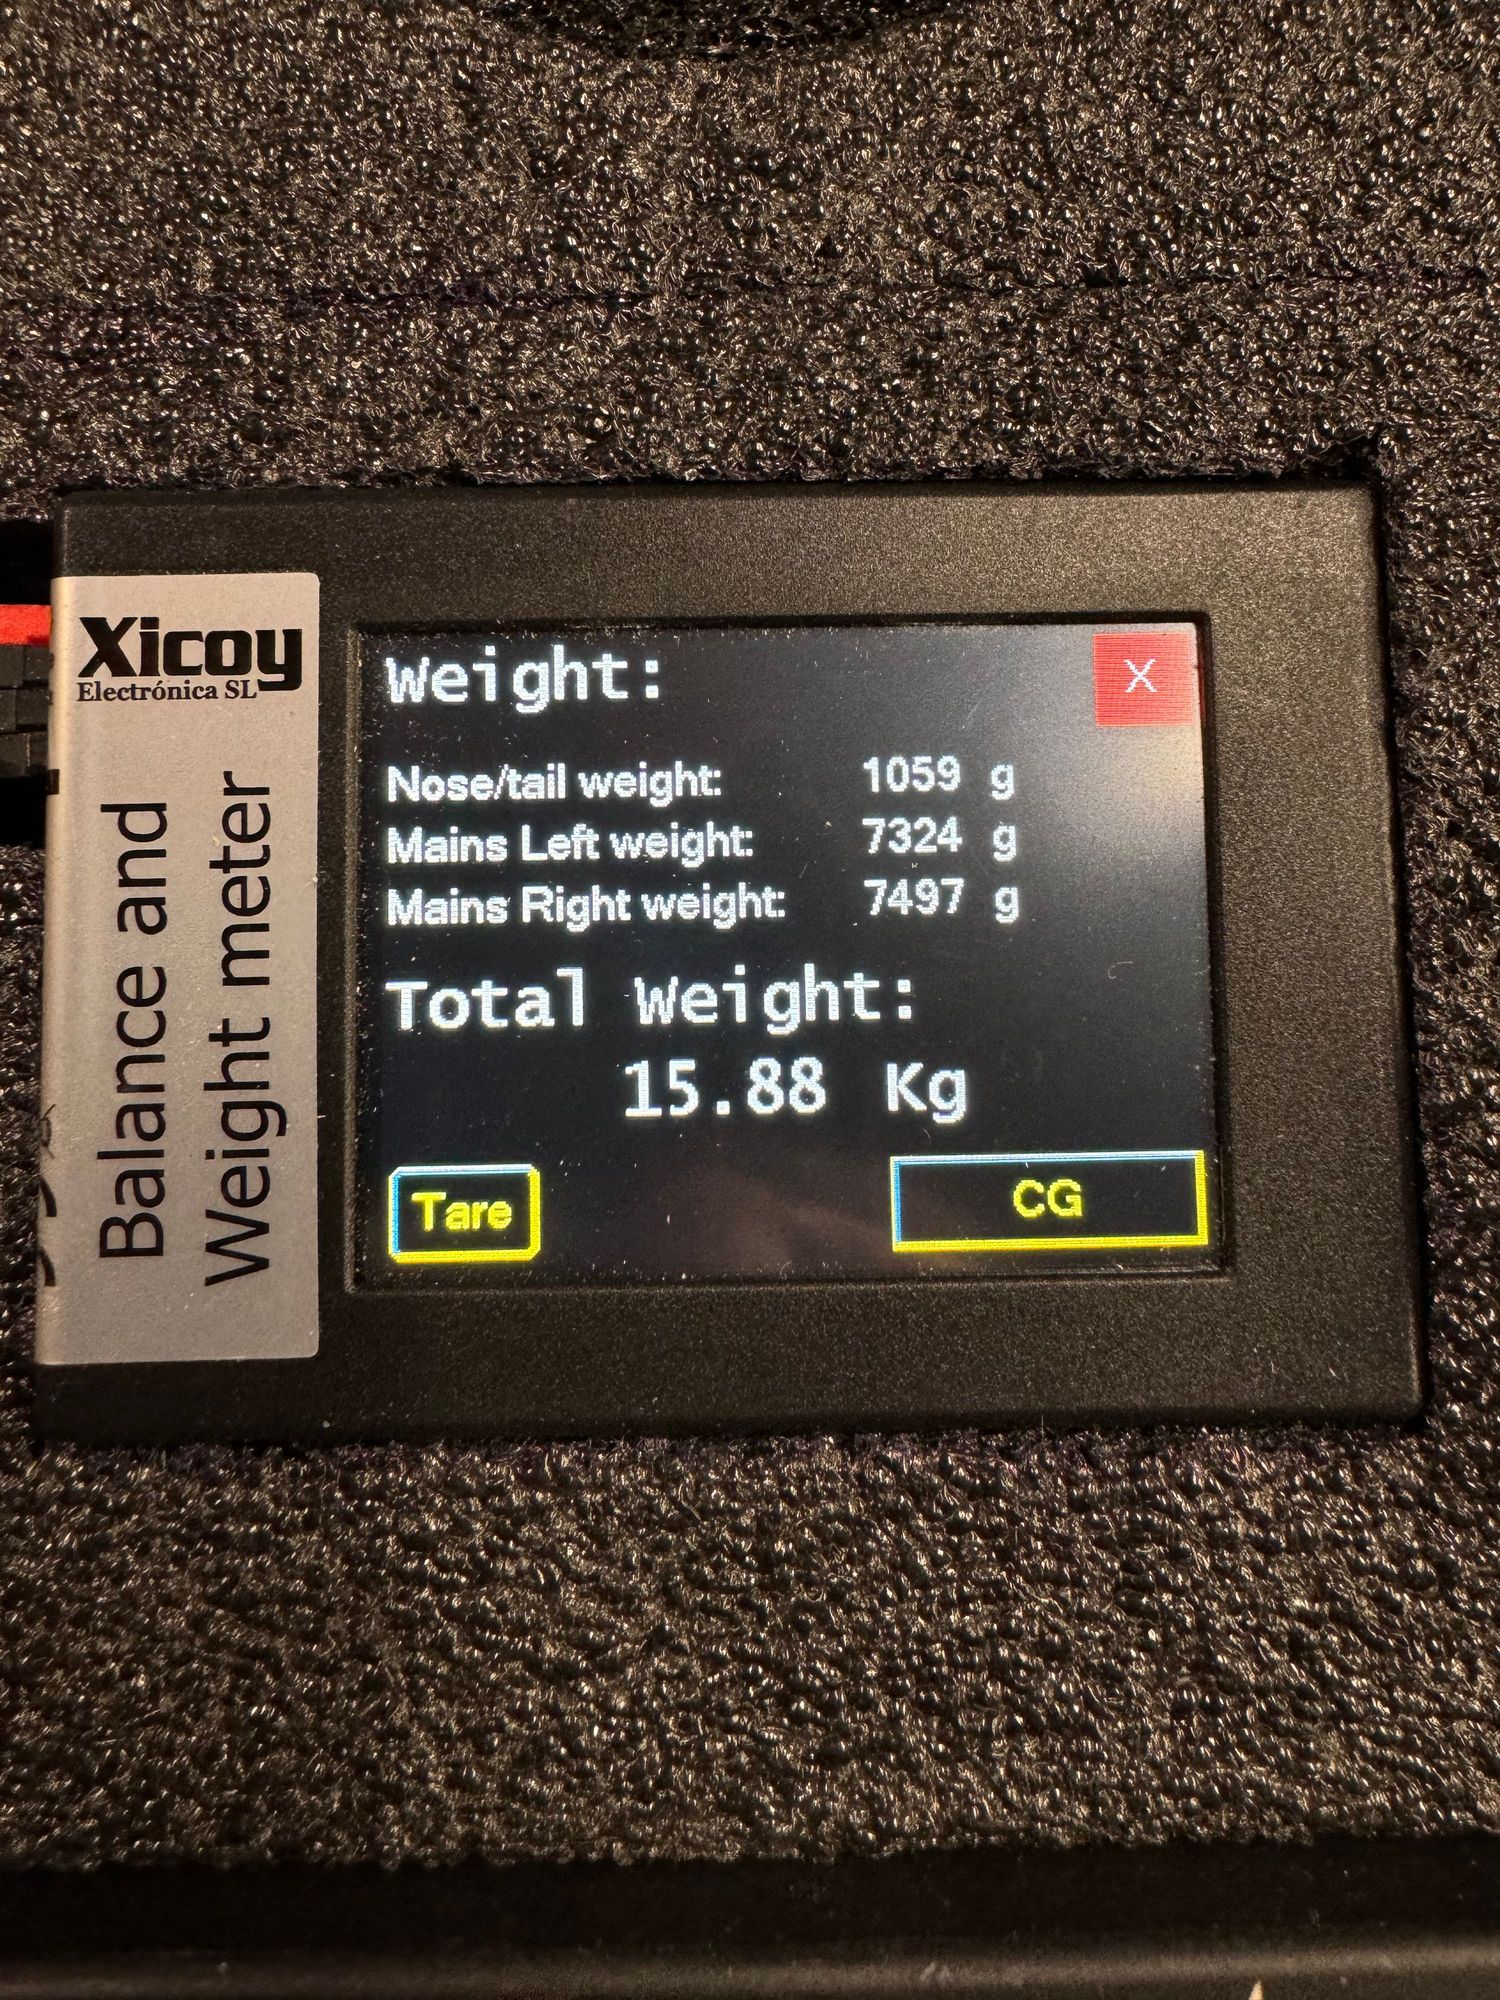 Xicoy
Electrónica SL
Balance and
Weight meter
Weight:
X
Nose/tail weight: 1059 g
Mains Left weight: 7324 g
Mains Right weight: 7497 g
Total Weight:
15.88 Kg
Tare
CG